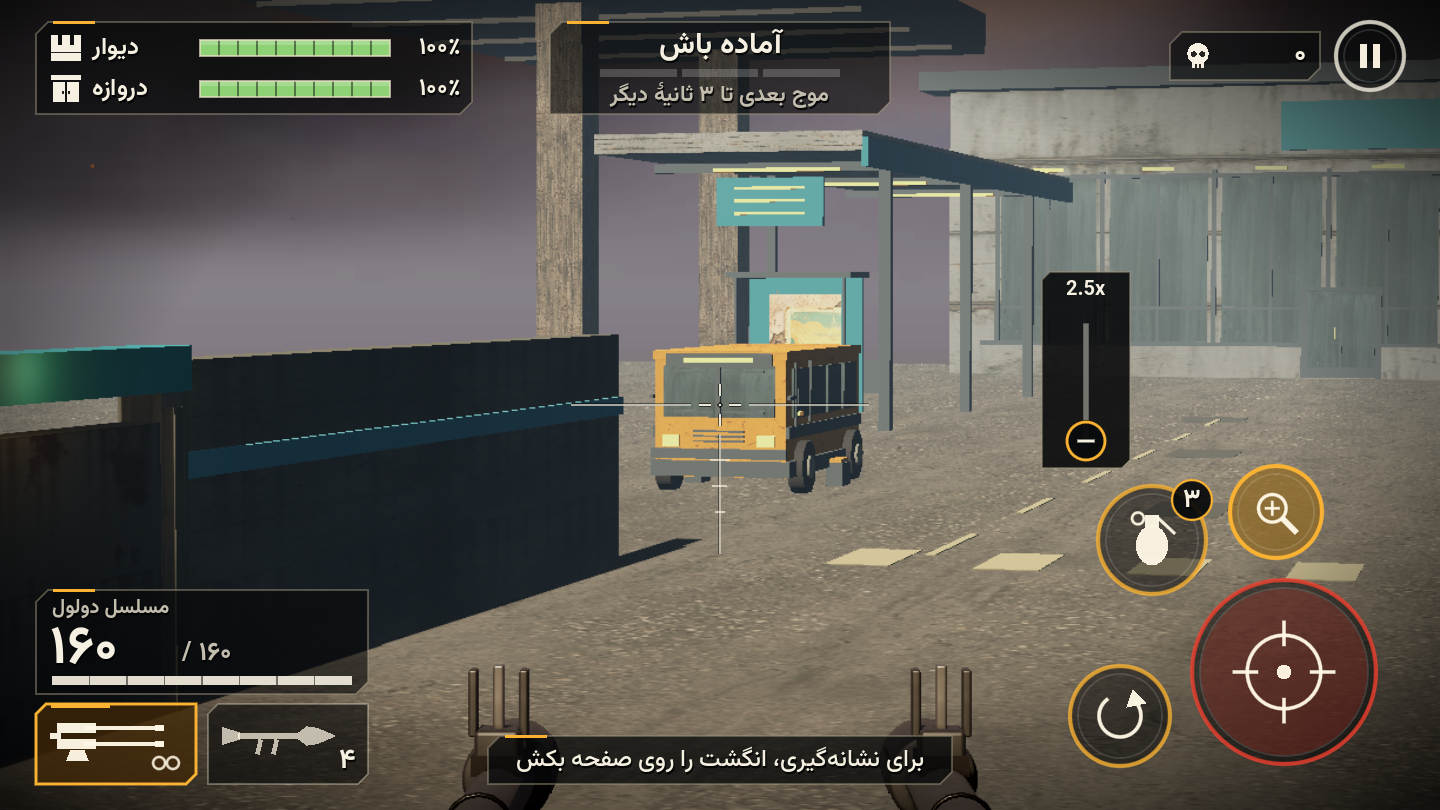 دیوار ۱۰۰٪
دروازه ۱۰۰٪
آماده باش
موج بعدی تا ۳ ثانیهٔ دیگر
۰
2.5x
۳
مسلسل دولول
۱۶۰ / ۱۶۰
∞
۴
برای نشانه‌گیری، انگشت را روی صفحه بکش